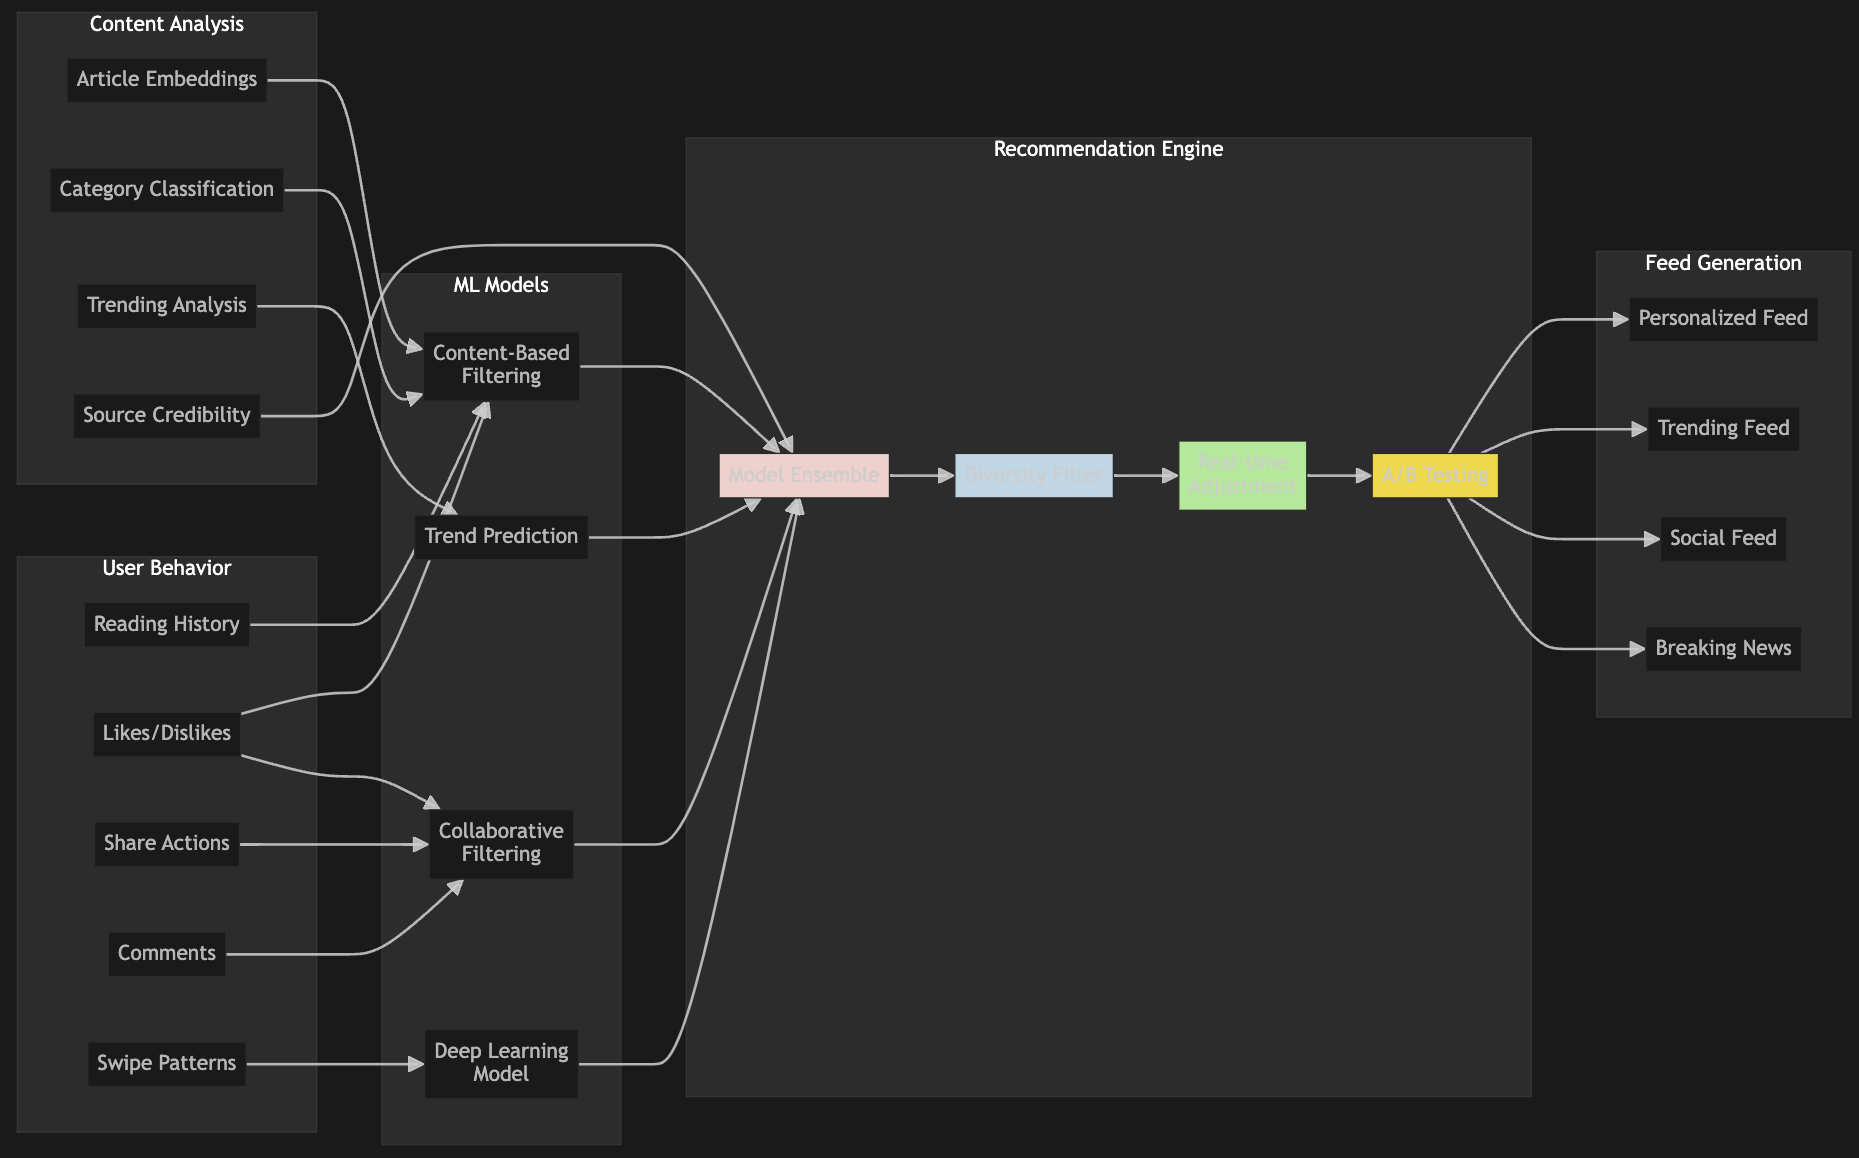 Content Analysis
Article Embeddings
Category Classification
Trending Analysis
Source Credibility
User Behavior
Reading History
Likes/Dislikes
Share Actions
Comments
Swipe Patterns
ML Models
Content-Based
Filtering
Trend Prediction
Collaborative
Filtering
Deep Learning
Model
Recommendation Engine
Model Ensemble
Diversity Filter
Real-time
Adjustment
A/B Testing
Feed Generation
Personalized Feed
Trending Feed
Social Feed
Breaking News